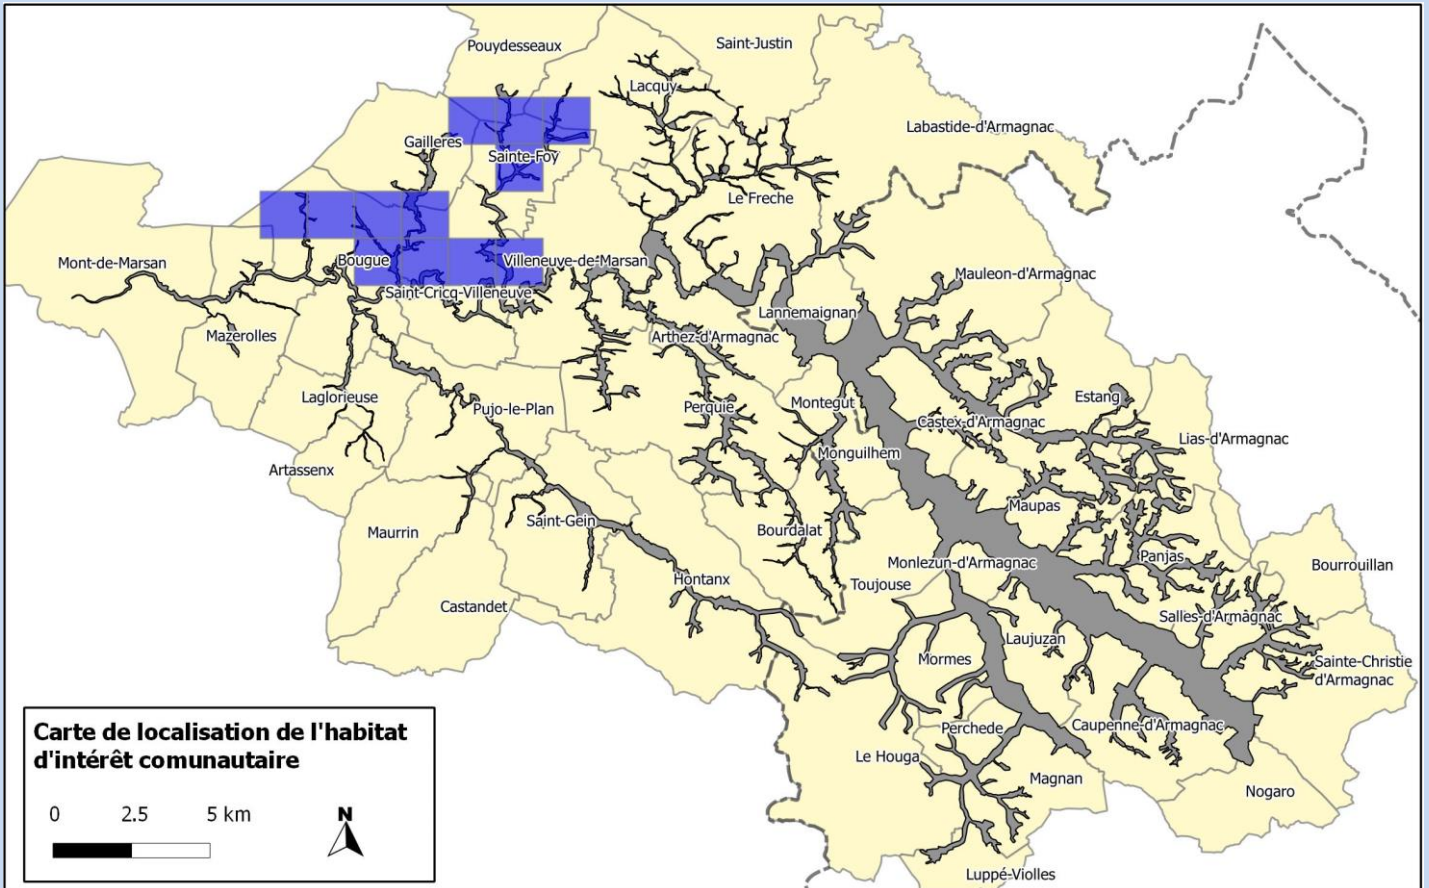 Pouydesseaux
Saint-Justin
Lacquy
Labastide-d'Armagnac
Gailleres
Sainte-Foy
Le Freche
Mont-de-Marsan
Bougue
Villeneuve-de-Marsan
Mauleon-d'Armagnac
Saint-Cricq-Villeneuve
Lannemaignan
Mazerolles
Arthez-d'Armagnac
Laglorieuse
Pujo-le-Plan
Perquie
Montegut
Estang
Castex-d'Armagnac
Lias-d'Armagnac
Monguilhem
Artassenx
Maupas
Saint-Gein
Maurrin
Bourdalat
Panjas
Monlezun-d'Armagnac
Bourrouillan
Hontanx
Toujouse
Castandet
Salles-d'Armagnac
Laujuzan
Mormes
Sainte-Christie
d'Armagnac
Perchede
Caupenne-d'Armagnac
Le Houga
Magnan
Nogaro
Luppé-Violles
Carte de localisation de l'habitat
d'intérêt comunautaire
0 2.5 5 km
N